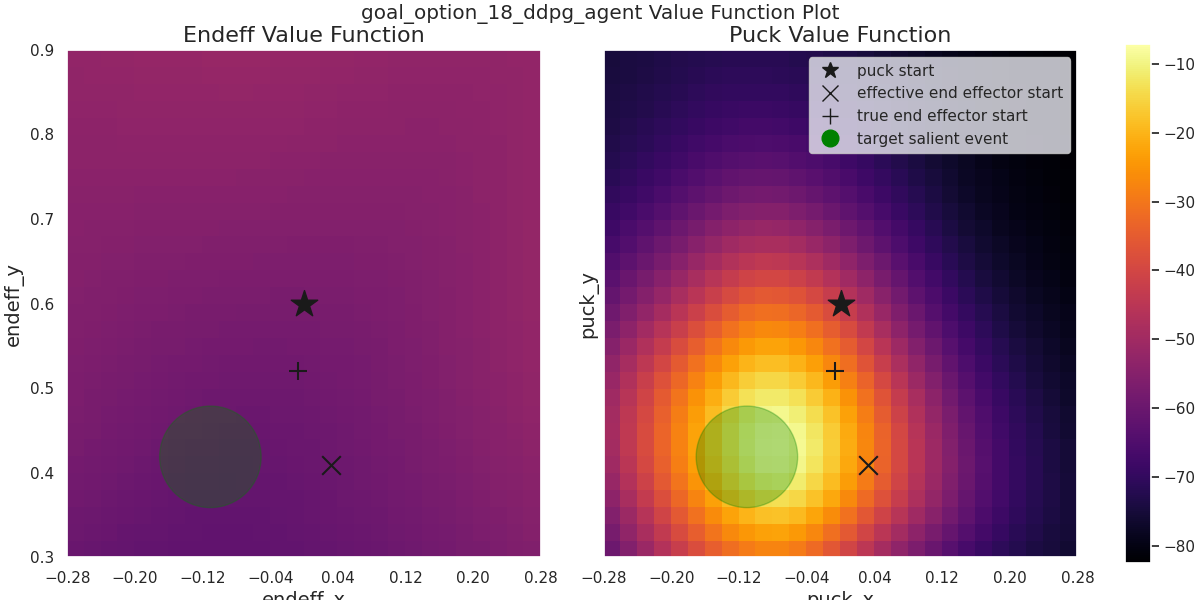 goal_option_18_ddpg_agent Value Function Plot
Endeff Value Function
Puck Value Function
endeff_y
0.9
0.8
0.7
0.6
0.5
0.4
0.3
−0.28 −0.20 −0.12 −0.04 0.04 0.12 0.20 0.28
endeff_x
puck_y
puck start
effective end effector start
true end effector start
target salient event
−0.28 −0.20 −0.12 −0.04 0.04 0.12 0.20 0.28
puck_x
−10
−20
−30
−40
−50
−60
−70
−80